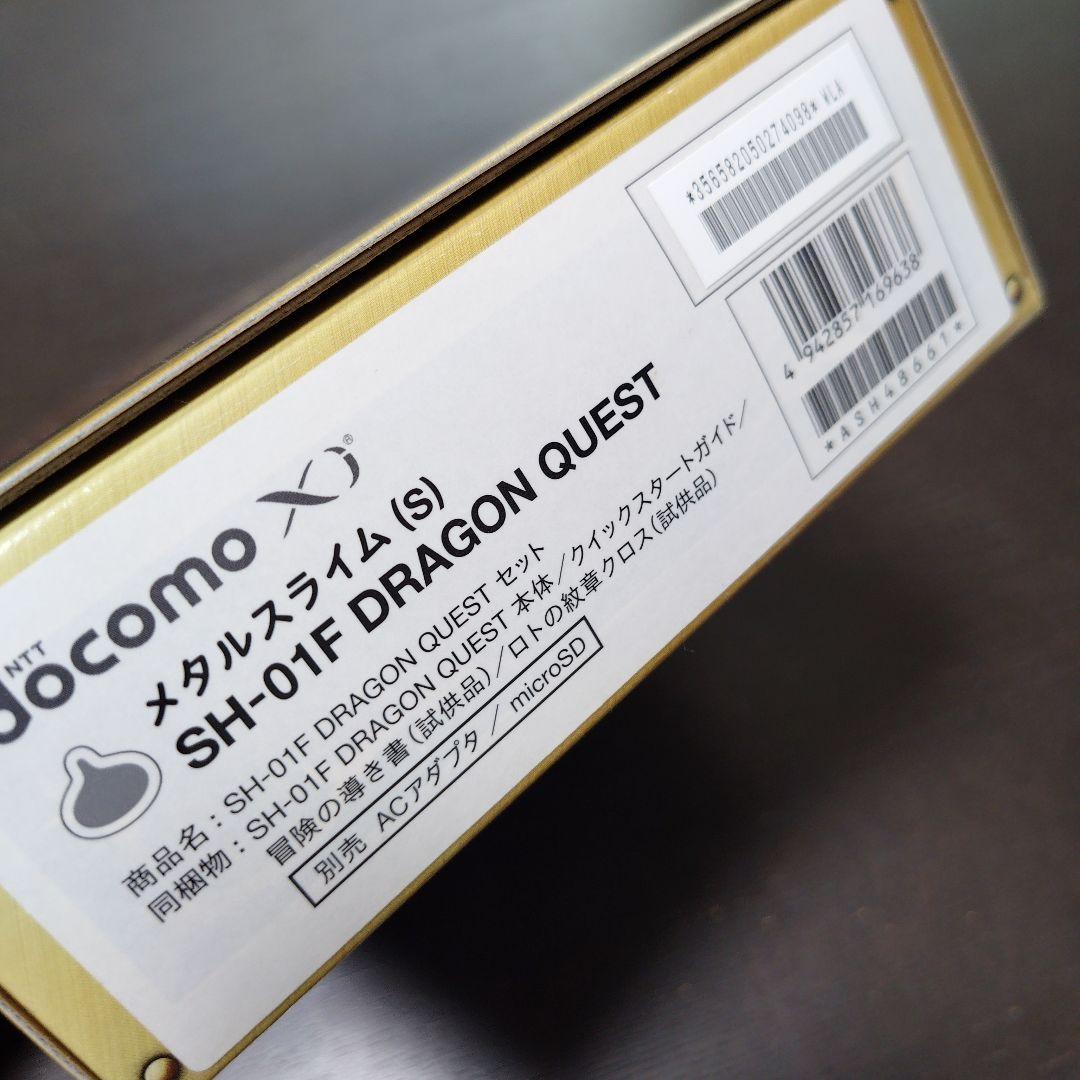 NTT
docomo Xi®
メタルスライム (S)
SH-01F DRAGON QUEST
商品名：SH-01F DRAGON QUEST セット
同梱物：SH-01F DRAGON QUEST 本体／クイックスタートガイド／
冒険の導き書(試供品)／ロトの紋章クロス(試供品)
別売 ACアダプタ / microSD
*356582050274098* WLA
4 942857 169638
*ASH48661*